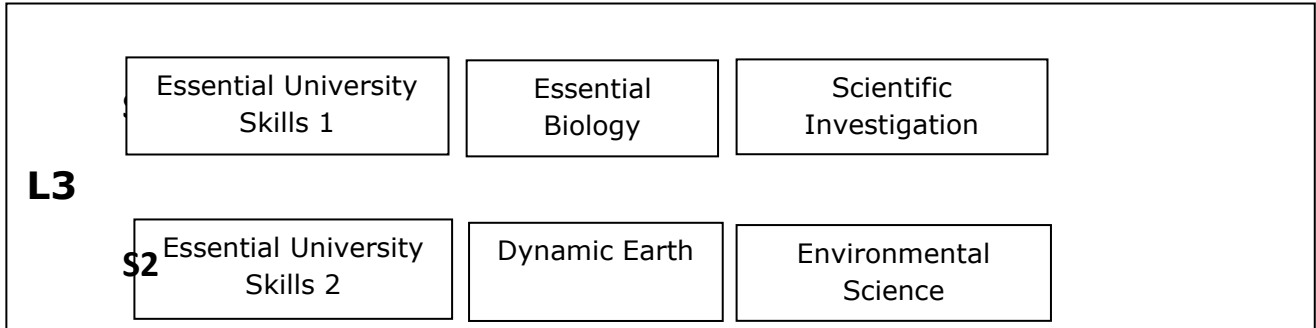 Essential University
Skills 1
Essential
Biology
Scientific
Investigation
L3
S2
Essential University
Skills 2
Dynamic Earth
Environmental
Science